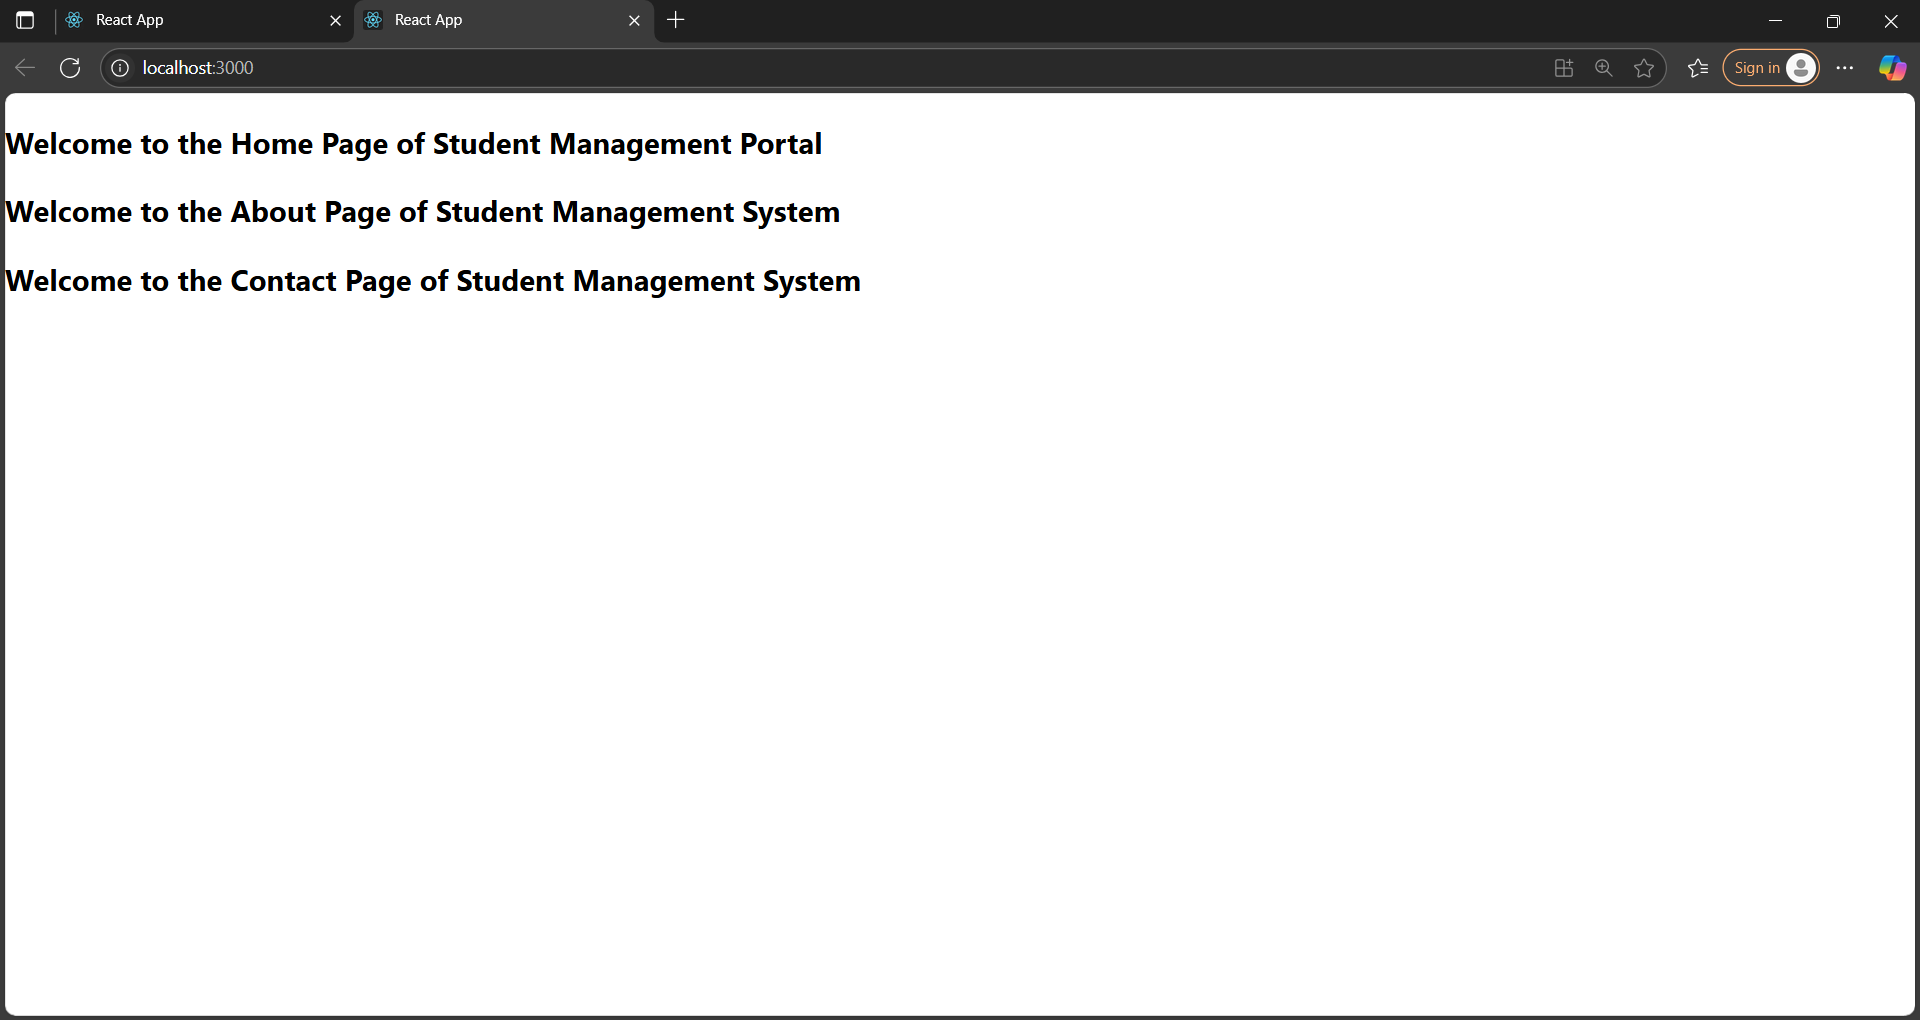 React App
React App
localhost:3000
Sign in
Welcome to the Home Page of Student Management Portal
Welcome to the About Page of Student Management System
Welcome to the Contact Page of Student Management System